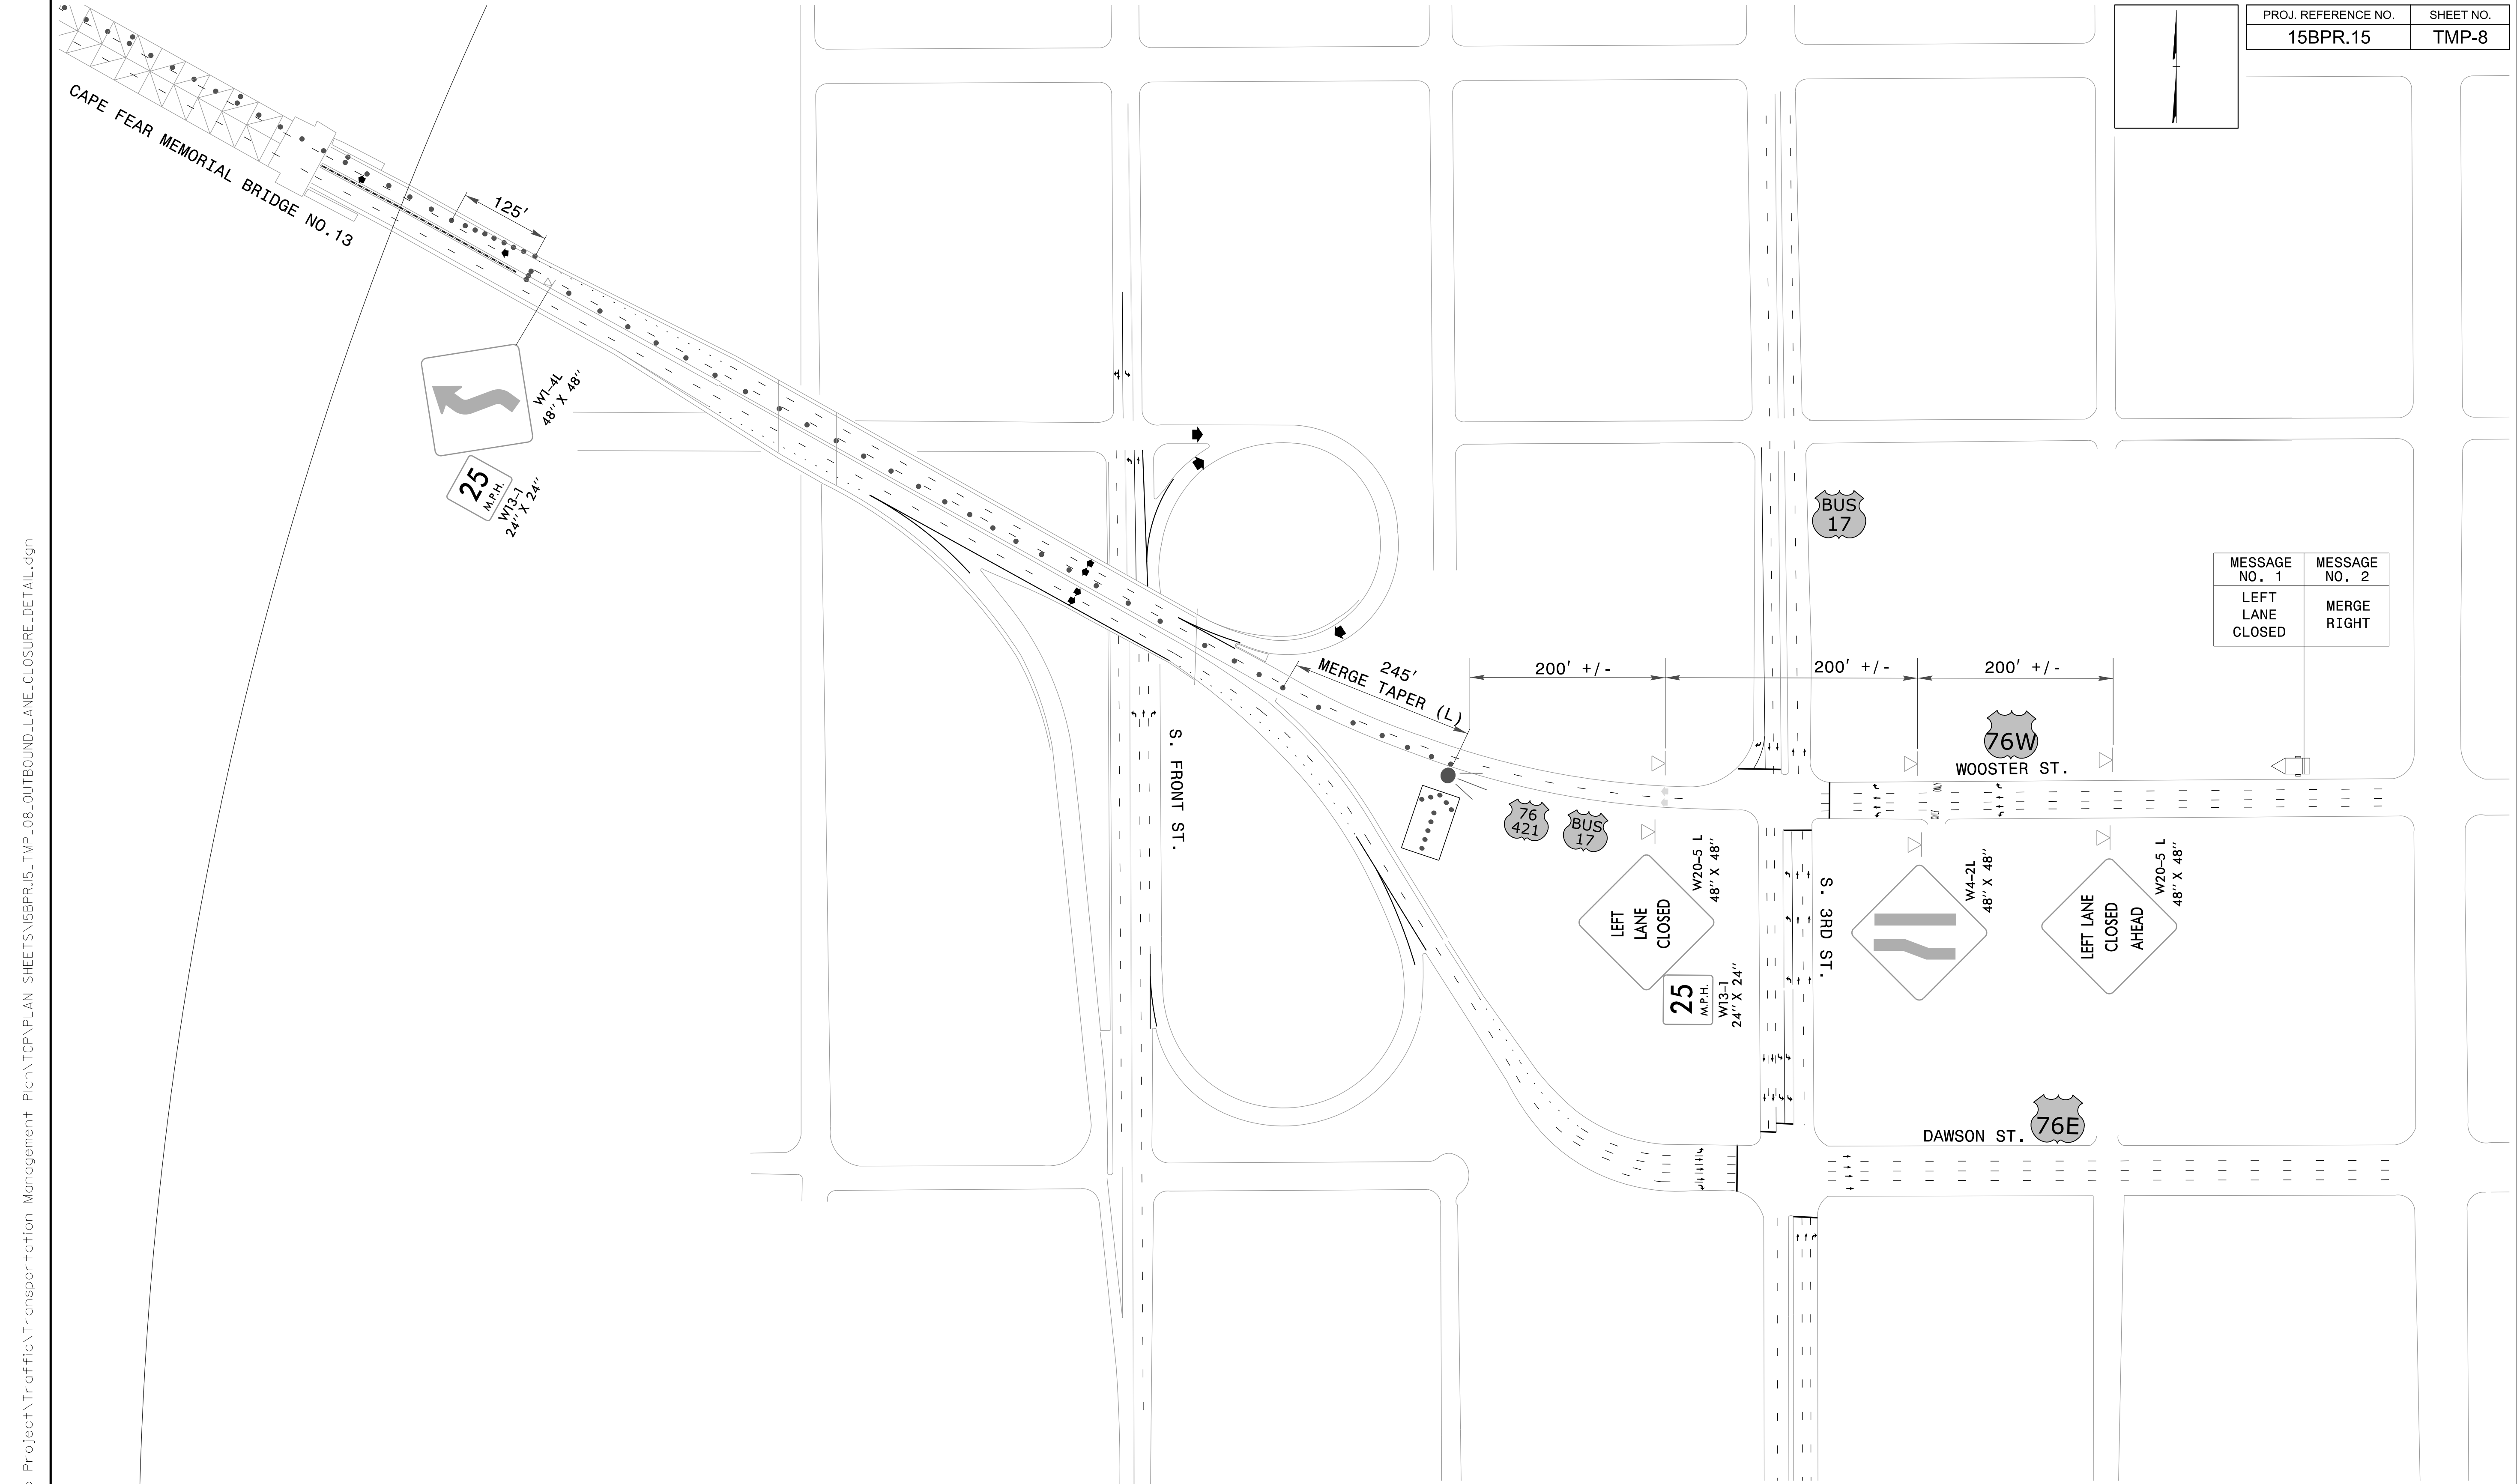 PROJ. REFERENCE NO.
SHEET NO.
15BPR.15
TMP-8
CAPE FEAR MEMORIAL BRIDGE NO.13
125'
W1-4L
48" X 48"
25
M.P.H.
W13-1
24" X 24"
BUS
17
MESSAGE
NO. 1
MESSAGE
NO. 2
LEFT
LANE
CLOSED
MERGE
RIGHT
245'
MERGE TAPER (L)
200' +/-
200' +/-
200' +/-
76W
WOOSTER ST.
ONLY
ONLY
S. FRONT ST.
76
421
BUS
17
LEFT
LANE
CLOSED
W20-5 L
48" X 48"
25
M.P.H.
W13-1
24" X 24"
S. 3RD ST.
W4-2L
48" X 48"
LEFT LANE
CLOSED
AHEAD
W20-5 L
48" X 48"
DAWSON ST.
76E
Project\Traffic\Transportation Management Plan\TCP\PLAN SHEETS\15BPR.15_TMP_08_OUTBOUND_LANE_CLOSURE_DETAIL.dgn